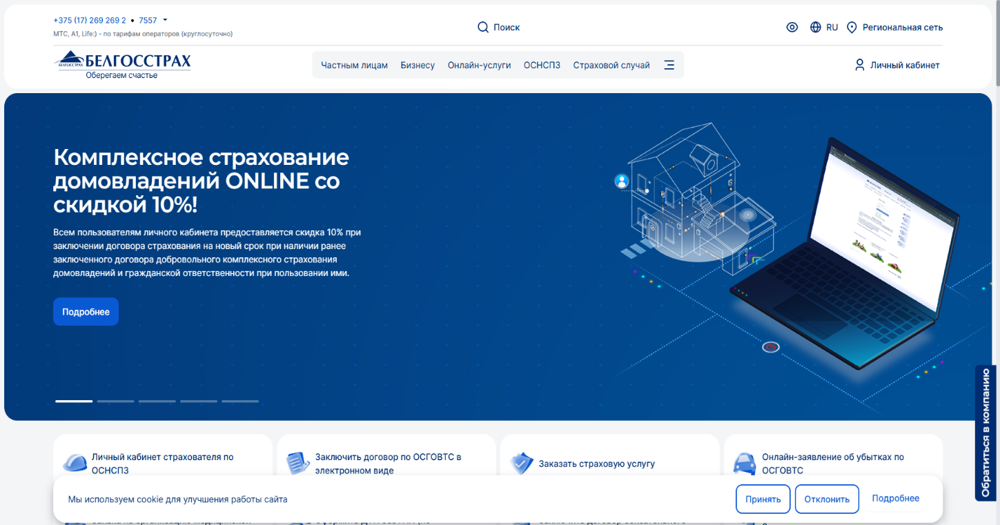 +375 (17) 269 269 2 • 7557
МТС, А1, Life:) - по тарифам операторов (круглосуточно)
Поиск
RU
Региональная сеть
БЕЛГОССТРАХ
БЕЛГОССТРАХ
Оберегаем счастье
Частным лицам
Бизнесу
Онлайн-услуги
ОСНСПЗ
Страховой случай
Личный кабинет
Комплексное страхование
домовладений ONLINE со
скидкой 10%!
Всем пользователям личного кабинета предоставляется скидка 10% при
заключении договора страхования на новый срок при наличии ранее
заключенного договора добровольного комплексного страхования
домовладений и гражданской ответственности при пользовании ими.
Подробнее
Обратиться в компанию
Личный кабинет страхователя по
ОСНСПЗ
Заключить договор по ОСГОВТС в
электронном виде
Заказать страховую услугу
Онлайн-заявление об убытках по
ОСГОВТС
Мы используем cookie для улучшения работы сайта
Принять
Отклонить
Подробнее